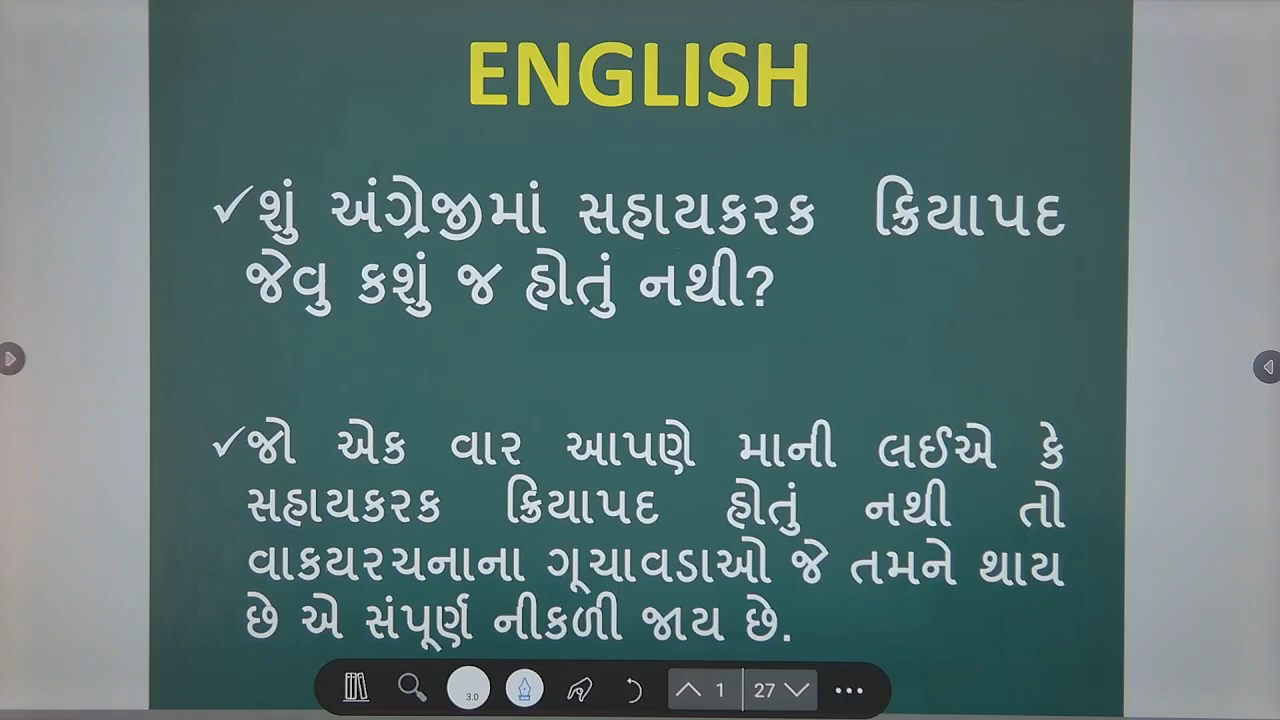 ENGLISH
✓શું અંગ્રેજીમાં સહાયકરક ક્રિયાપદ
જેવુ કશું જ હોતું નથી?
✓જો એક વાર આપણે માની લઈએ કે
સહાયકરક ક્રિયાપદ હોતું નથી તો
વાકયરચનાના ગૂચાવડાઓ જે તમને થાય
છે એ સંપૂર્ણ નીકળી જાય છે.
3.0 1 27